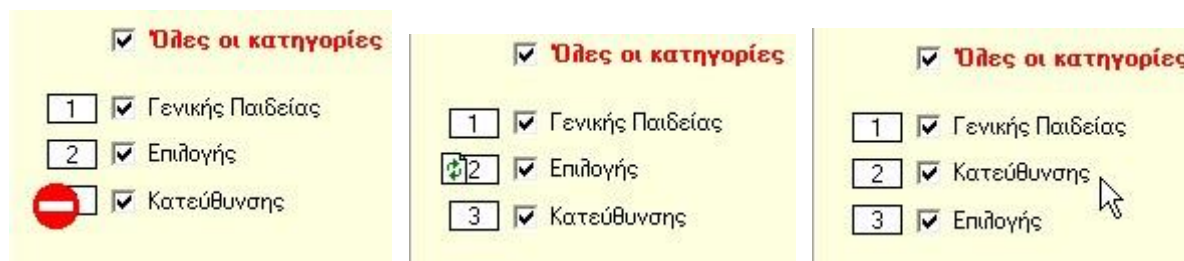 Όλες οι κατηγορίες
1 Γενικής Παιδείας
2 Επιλογής
Κατεύθυνσης
Όλες οι κατηγορίες
1 Γενικής Παιδείας
2 Επιλογής
3 Κατεύθυνσης
Όλες οι κατηγορίες
1 Γενικής Παιδείας
2 Κατεύθυνσης
3 Επιλογής